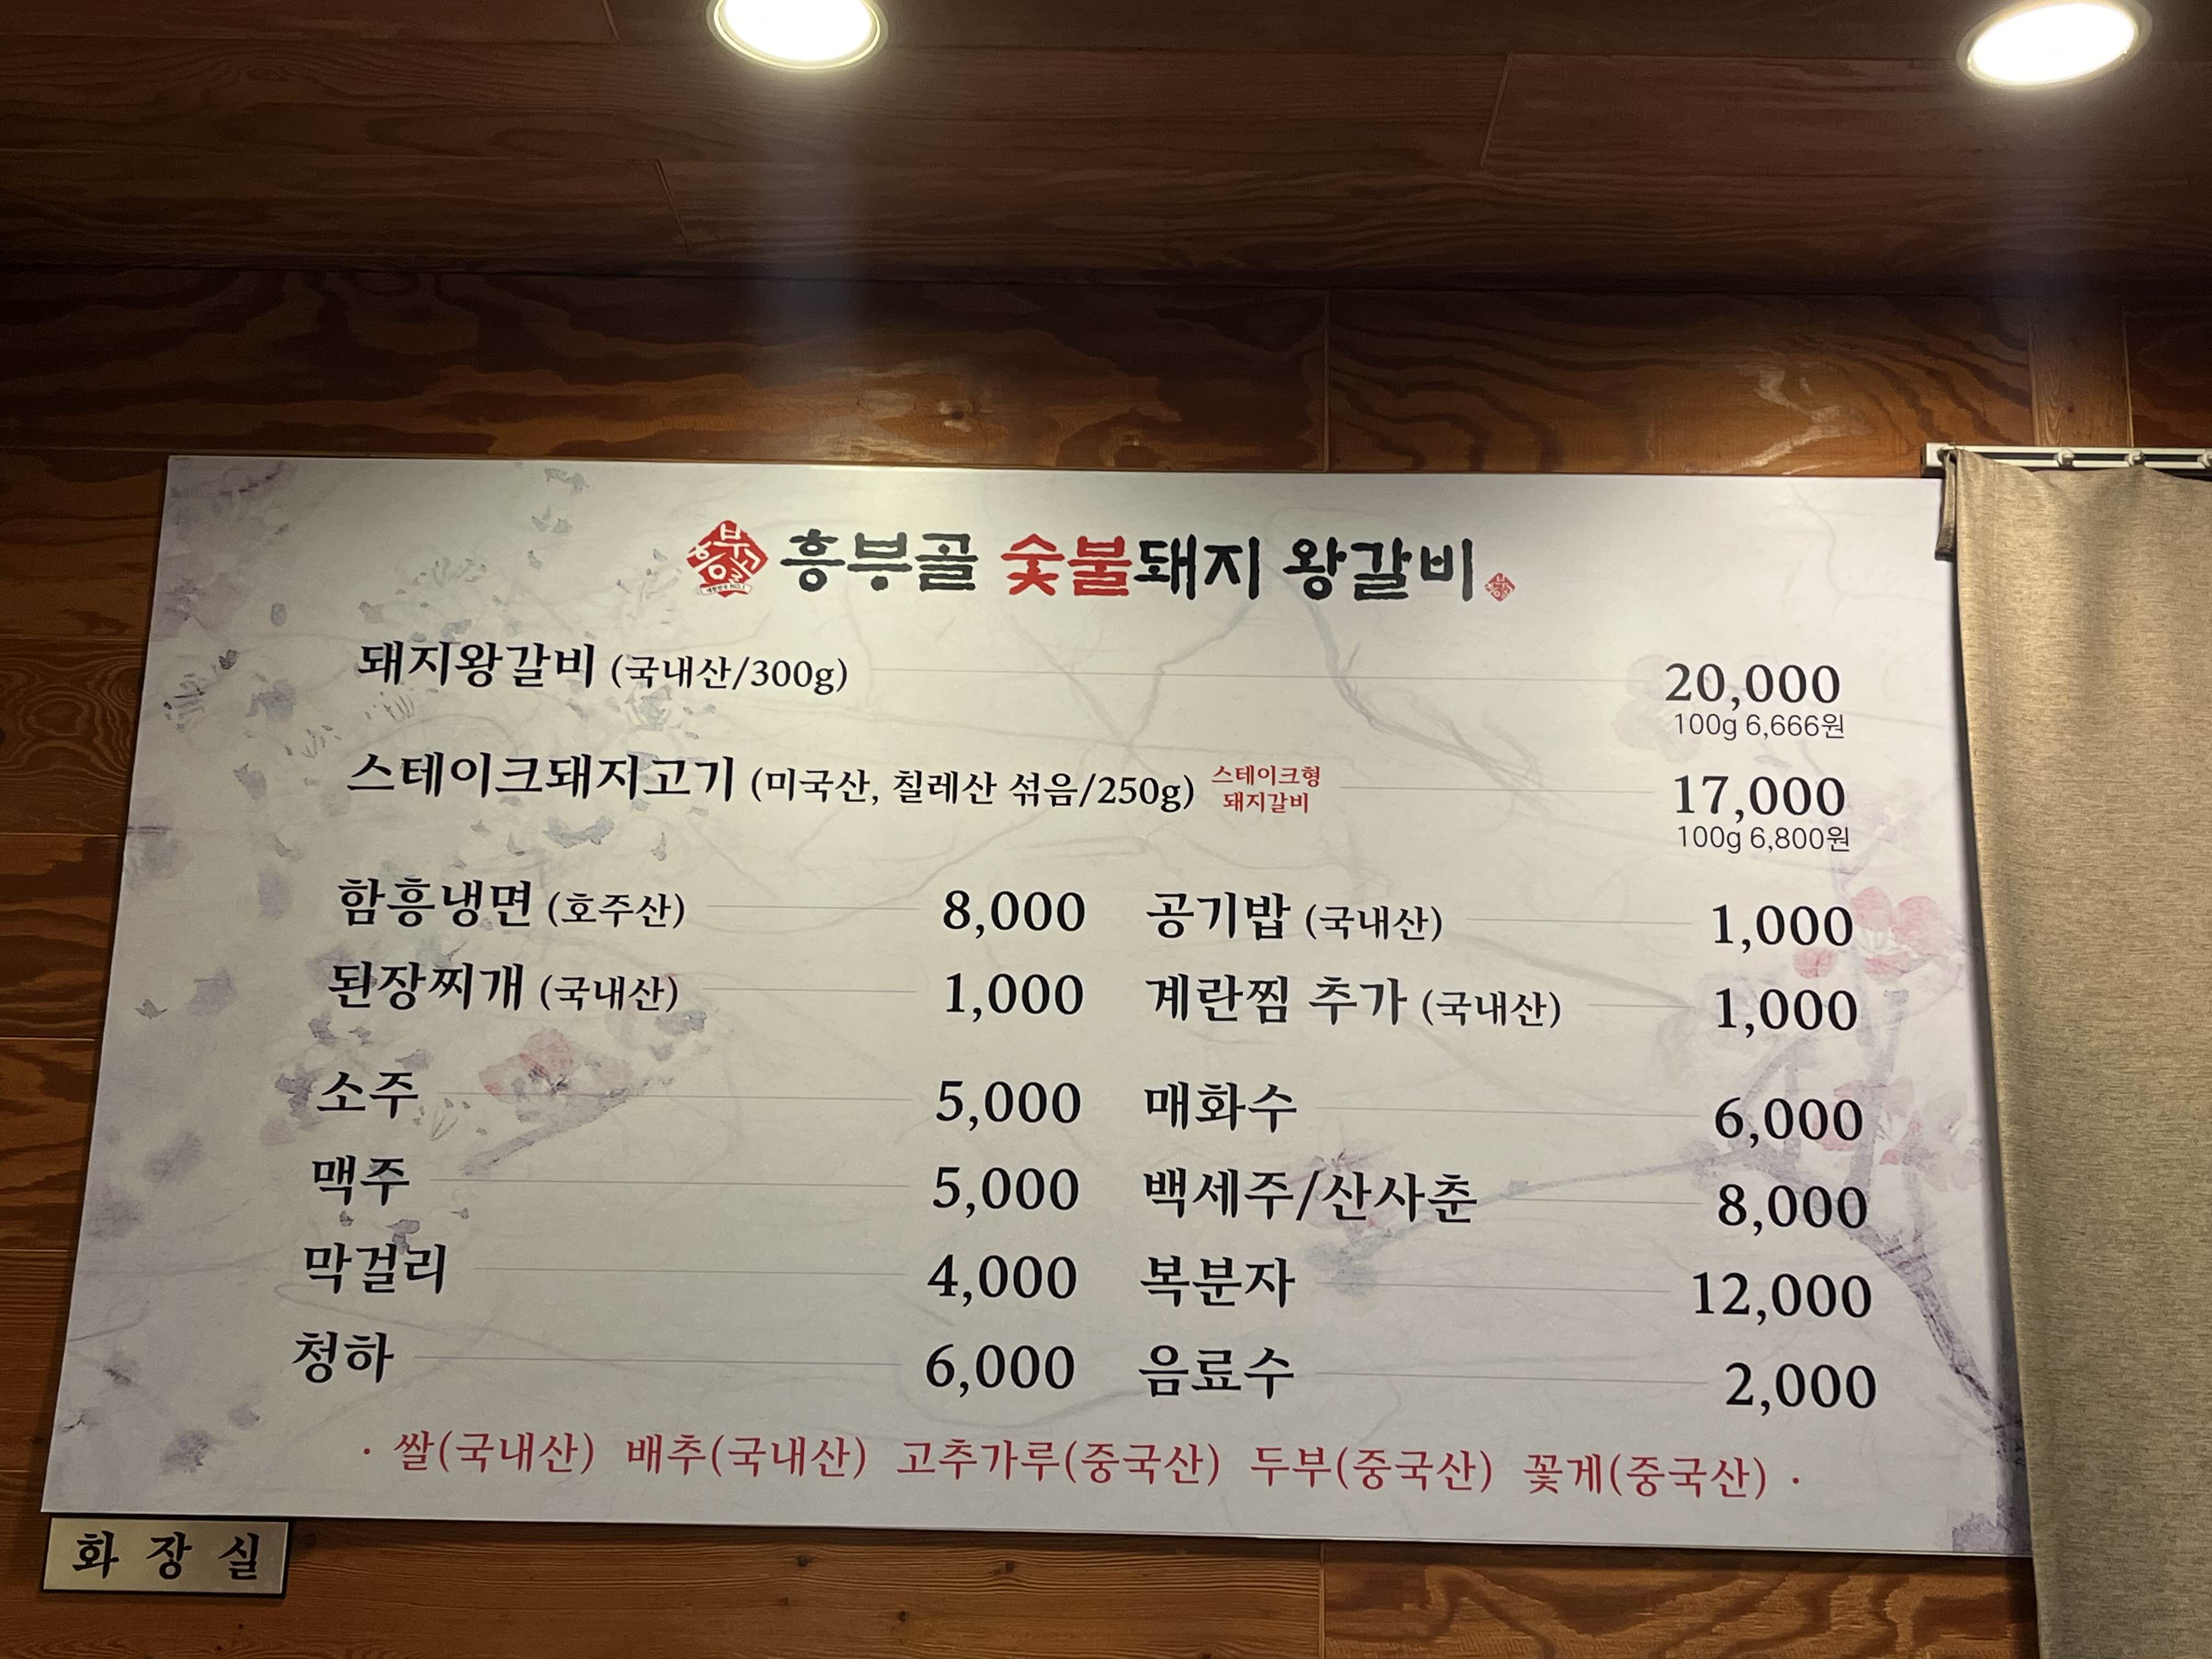 흥부골 숯불돼지 왕갈비
돼지왕갈비 (국내산/300g) 20,000
100g 6,666원
스테이크돼지고기 (미국산, 칠레산 섞음/250g) 스테이크형 돼지갈비 17,000
100g 6,800원
함흥냉면 (호주산) 8,000 공기밥 (국내산) 1,000
된장찌개 (국내산) 1,000 계란찜 추가 (국내산) 1,000
소주 5,000 매화수 6,000
맥주 5,000 백세주/산사춘 8,000
막걸리 4,000 복분자 12,000
청하 6,000 음료수 2,000
· 쌀(국내산) 배추(국내산) 고추가루(중국산) 두부(중국산) 꽃게(중국산) ·
화장실